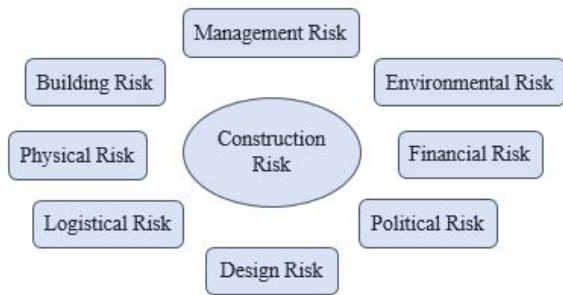 Management Risk
Building Risk
Environmental Risk
Construction
Risk
Physical Risk
Financial Risk
Logistical Risk
Political Risk
Design Risk